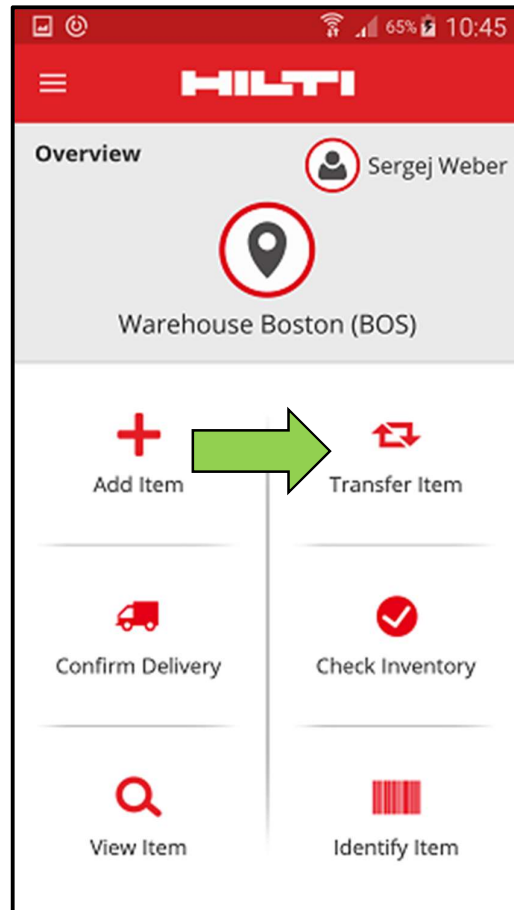 65% 10:45
HILTI
Overview
Sergej Weber
Warehouse Boston (BOS)
Add Item
Transfer Item
Confirm Delivery
Check Inventory
View Item
Identify Item